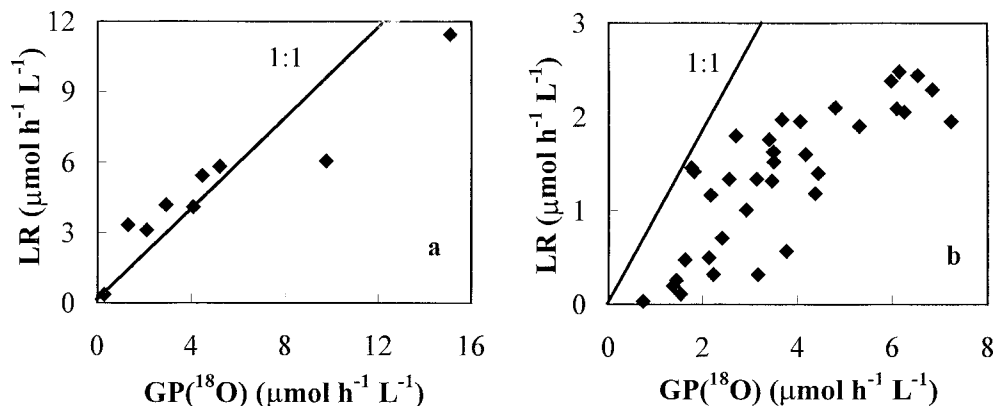 12
9
6
3
0
LR (μmol h⁻¹ L⁻¹)
1:1
a
0 4 8 12 16
GP(¹⁸O) (μmol h⁻¹ L⁻¹)
3
2
1
0
LR (μmol h⁻¹ L⁻¹)
1:1
b
0 2 4 6 8
GP(¹⁸O) (μmol h⁻¹ L⁻¹)